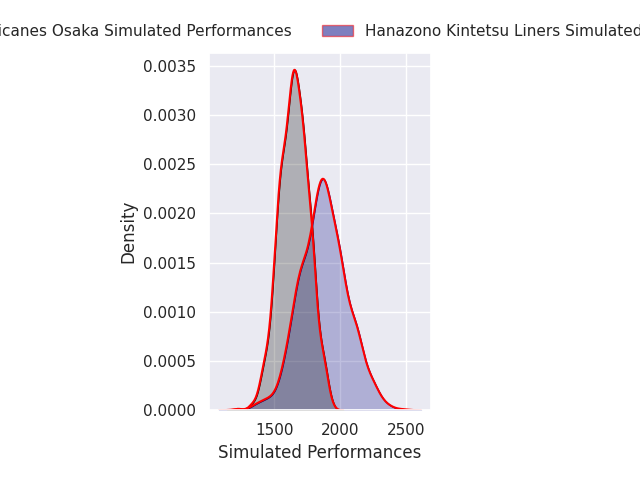 icanes Osaka Simulated Performances
Hanazono Kintetsu Liners Simulated
0.0035
0.0030
0.0025
0.0020
0.0015
0.0010
0.0005
0.0000
Density
1500 2000 2500
Simulated Performances